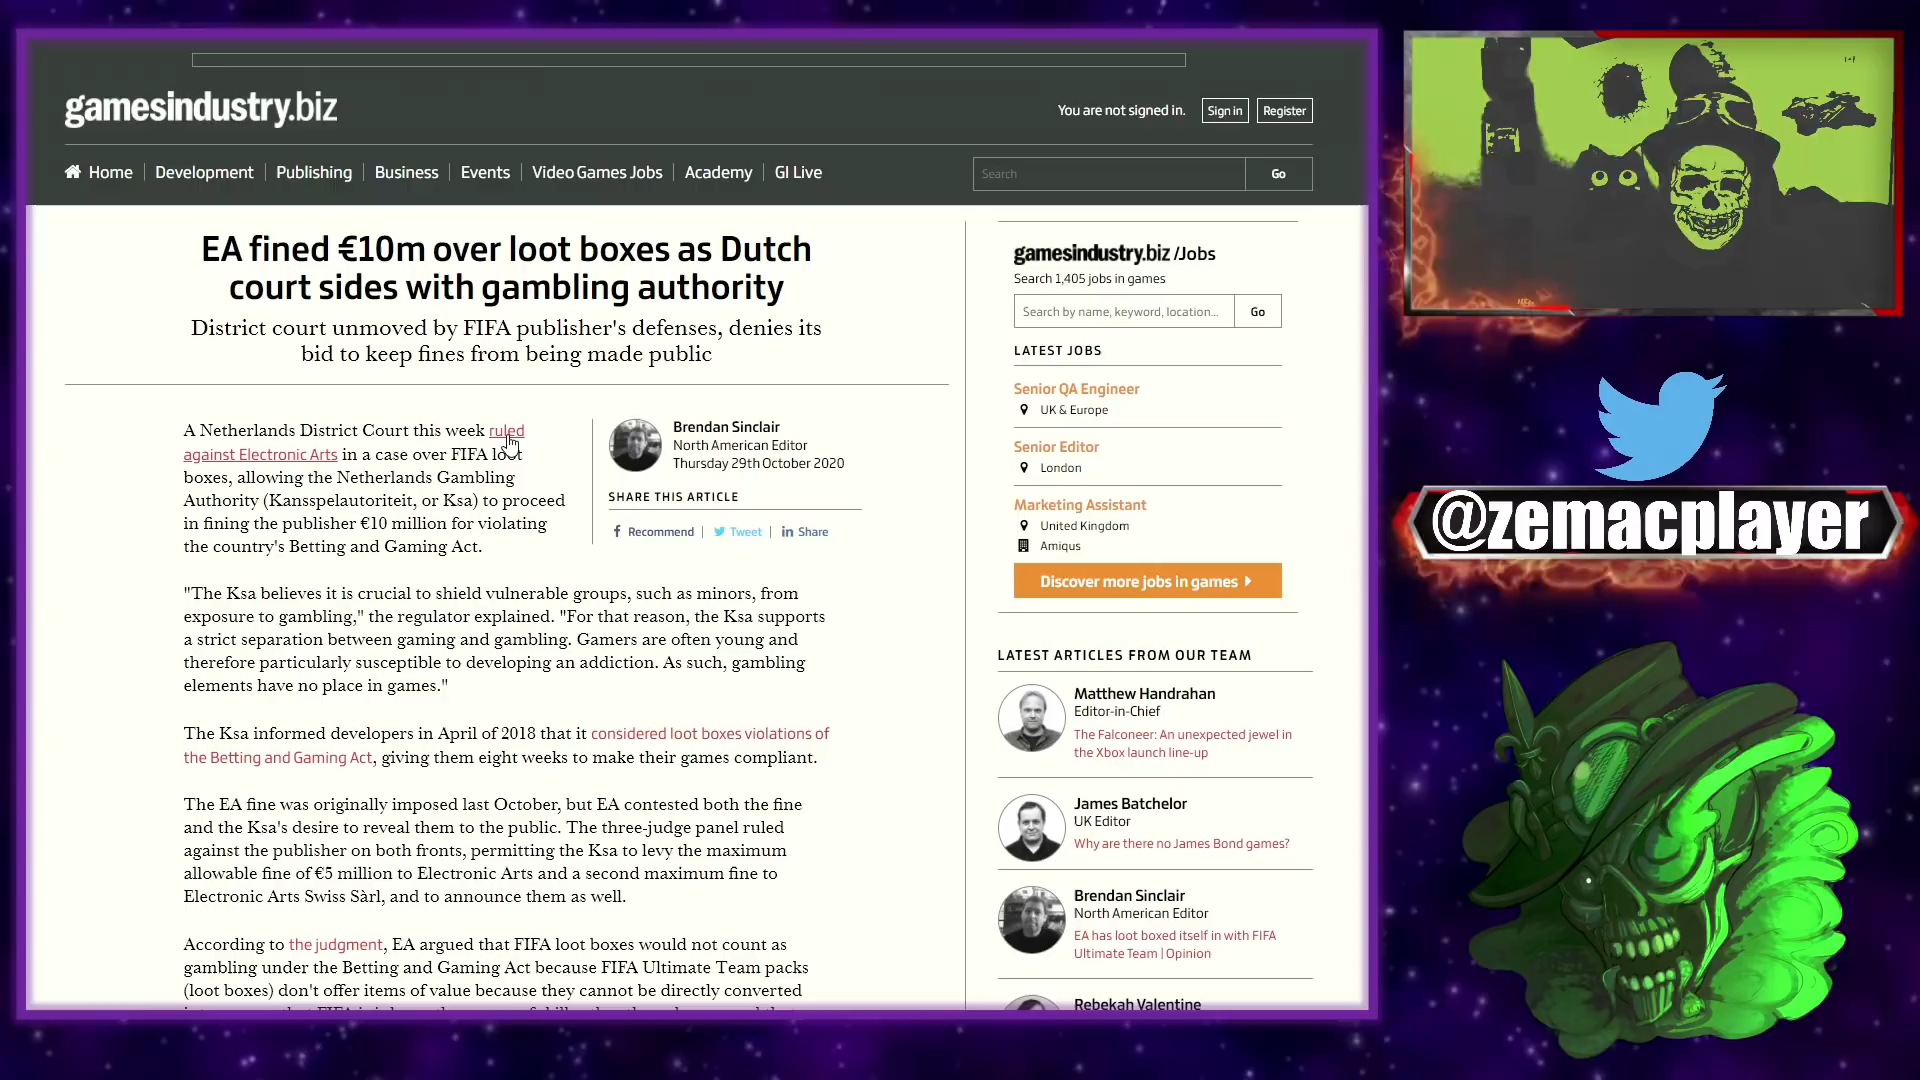 gamesindustry.biz
You are not signed in.
Sign in
Register
Home
Development
Publishing
Business
Events
Video Games Jobs
Academy
GI Live
Search
Go
EA fined €10m over loot boxes as Dutch
court sides with gambling authority
District court unmoved by FIFA publisher's defenses, denies its
bid to keep fines from being made public
A Netherlands District Court this week ruled
against Electronic Arts in a case over FIFA loot
boxes, allowing the Netherlands Gambling
Authority (Kansspelautoriteit, or Ksa) to proceed
in fining the publisher €10 million for violating
the country's Betting and Gaming Act.
Brendan Sinclair
North American Editor
Thursday 29th October 2020
SHARE THIS ARTICLE
Recommend
Tweet
Share
"The Ksa believes it is crucial to shield vulnerable groups, such as minors, from
exposure to gambling," the regulator explained. "For that reason, the Ksa supports
a strict separation between gaming and gambling. Gamers are often young and
therefore particularly susceptible to developing an addiction. As such, gambling
elements have no place in games."
The Ksa informed developers in April of 2018 that it considered loot boxes violations of
the Betting and Gaming Act, giving them eight weeks to make their games compliant.
The EA fine was originally imposed last October, but EA contested both the fine
and the Ksa's desire to reveal them to the public. The three-judge panel ruled
against the publisher on both fronts, permitting the Ksa to levy the maximum
allowable fine of €5 million to Electronic Arts and a second maximum fine to
Electronic Arts Swiss Sàrl, and to announce them as well.
According to the judgment, EA argued that FIFA loot boxes would not count as
gambling under the Betting and Gaming Act because FIFA Ultimate Team packs
(loot boxes) don't offer items of value because they cannot be directly converted
gamesindustry.biz /Jobs
Search 1,405 jobs in games
Search by name, keyword, location...
Go
LATEST JOBS
Senior QA Engineer
UK & Europe
Senior Editor
London
Marketing Assistant
United Kingdom
Amiqus
Discover more jobs in games
LATEST ARTICLES FROM OUR TEAM
Matthew Handrahan
Editor-in-Chief
The Falconeer: An unexpected jewel in
the Xbox launch line-up
James Batchelor
UK Editor
Why are there no James Bond games?
Brendan Sinclair
North American Editor
EA has loot boxed itself in with FIFA
Ultimate Team | Opinion
Rebekah Valentine
@zemacplayer